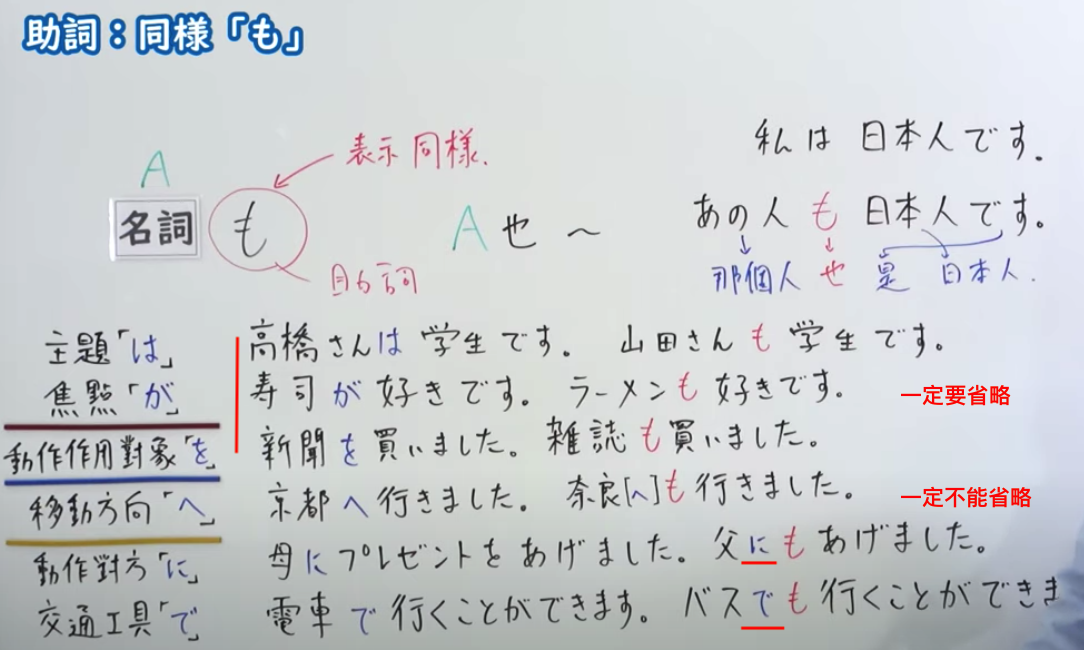 助詞：同様「も」
表示同様.
私は 日本人です.
A
名詞 も
A 也 ～
あの人 も 日本人です。
助詞
那個人 也 是 日本人.
主題「は」 高橋さんは 学生です。 山田さん も 学生です。
焦點「が」 寿司 が 好きです。 ラーメン も 好きです。 一定要省略
動作作用對象「を」 新聞 を 買いました。 雑誌 も 買いました。
移動方向「へ」 京都 へ 行きました。 奈良[へ]も 行きました。 一定不能省略
動作對方「に」 母に プレゼントを あげました。 父に も あげました。
交通工具「で」 電車 で 行くことができます。 バスで も 行くことができま